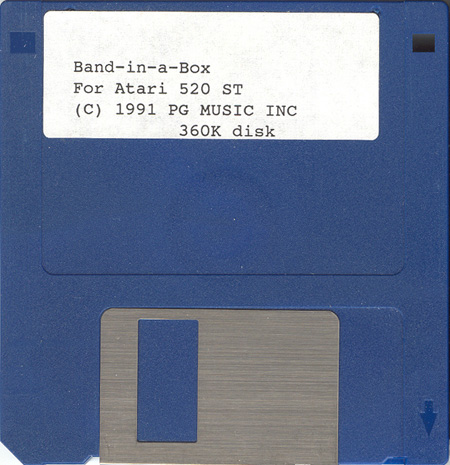 Band-in-a-Box
For Atari 520 ST
(C) 1991 PG MUSIC INC
360K disk